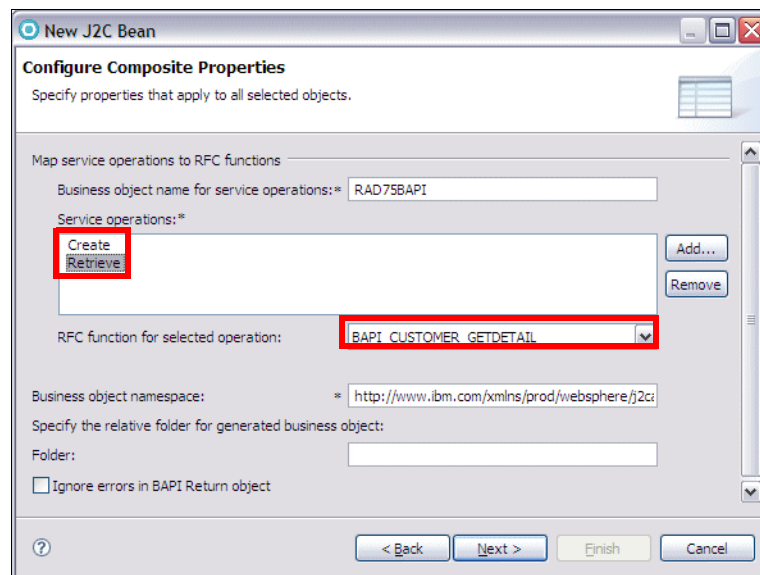 New J2C Bean
Configure Composite Properties
Specify properties that apply to all selected objects.
Map service operations to RFC functions
Business object name for service operations:* RAD75BAPI
Service operations:*
Create
Retrieve
Add...
Remove
RFC function for selected operation: BAPI_CUSTOMER_GETDETAIL
Business object namespace: * http://www.ibm.com/xmlns/prod/websphere/j2ca
Specify the relative folder for generated business object:
Folder:
Ignore errors in BAPI Return object
? < Back Next > Finish Cancel